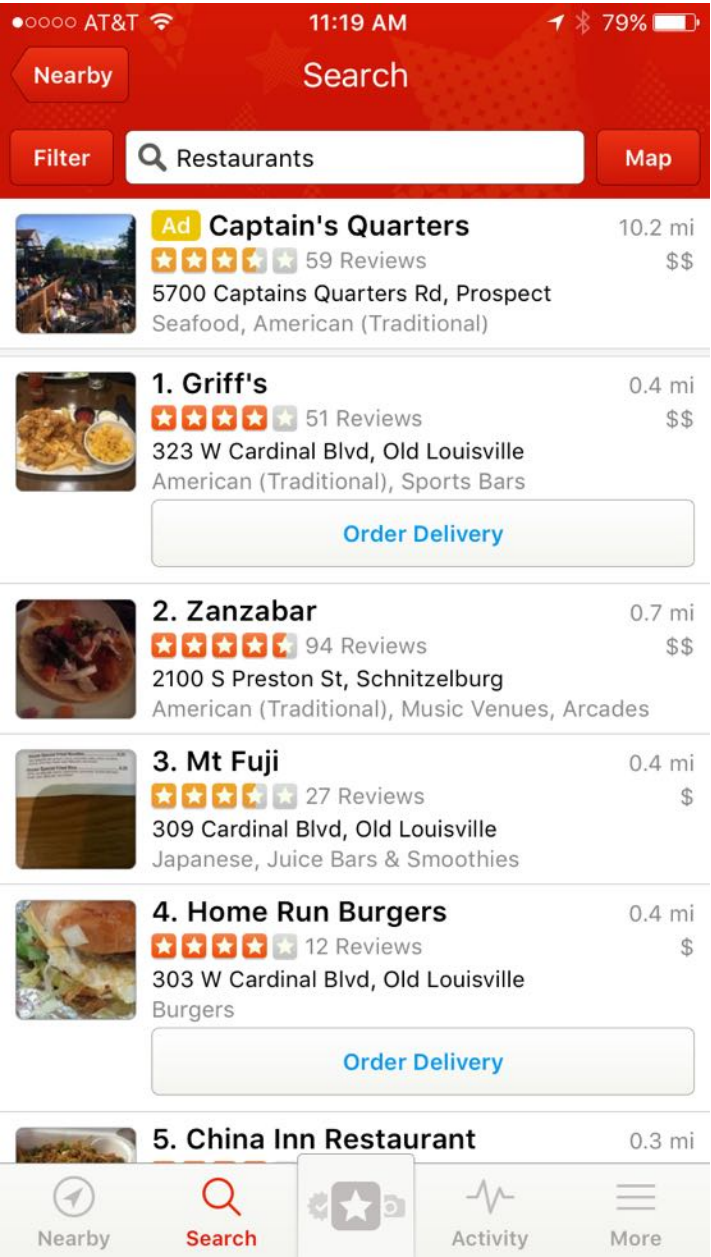 AT&T 11:19 AM 79%
Nearby Search
Filter Restaurants Map
Ad Captain's Quarters 10.2 mi
59 Reviews $$
5700 Captains Quarters Rd, Prospect
Seafood, American (Traditional)
1. Griff's 0.4 mi
51 Reviews $$
323 W Cardinal Blvd, Old Louisville
American (Traditional), Sports Bars
Order Delivery
2. Zanzabar 0.7 mi
94 Reviews $$
2100 S Preston St, Schnitzelburg
American (Traditional), Music Venues, Arcades
3. Mt Fuji 0.4 mi
27 Reviews $
309 Cardinal Blvd, Old Louisville
Japanese, Juice Bars & Smoothies
4. Home Run Burgers 0.4 mi
12 Reviews $
303 W Cardinal Blvd, Old Louisville
Burgers
Order Delivery
5. China Inn Restaurant 0.3 mi
Nearby Search Activity More